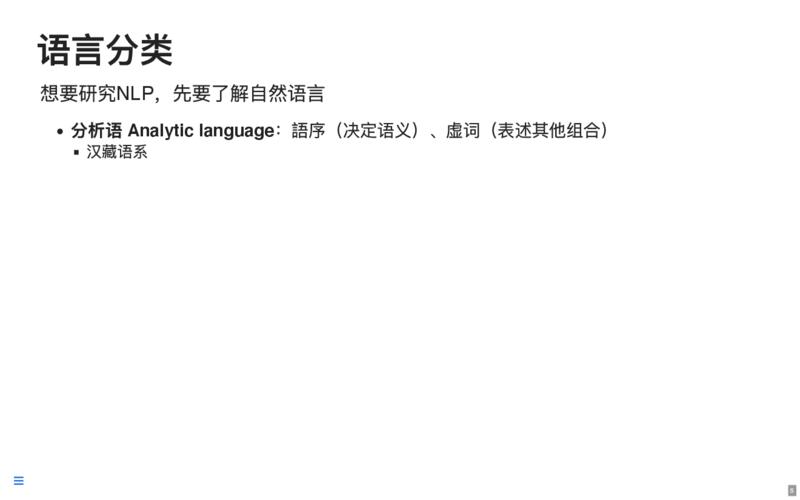 语言分类
想要研究NLP，先要了解自然语言
• 分析语 Analytic language：語序（决定语义）、虚词（表述其他组合）
▪ 汉藏语系